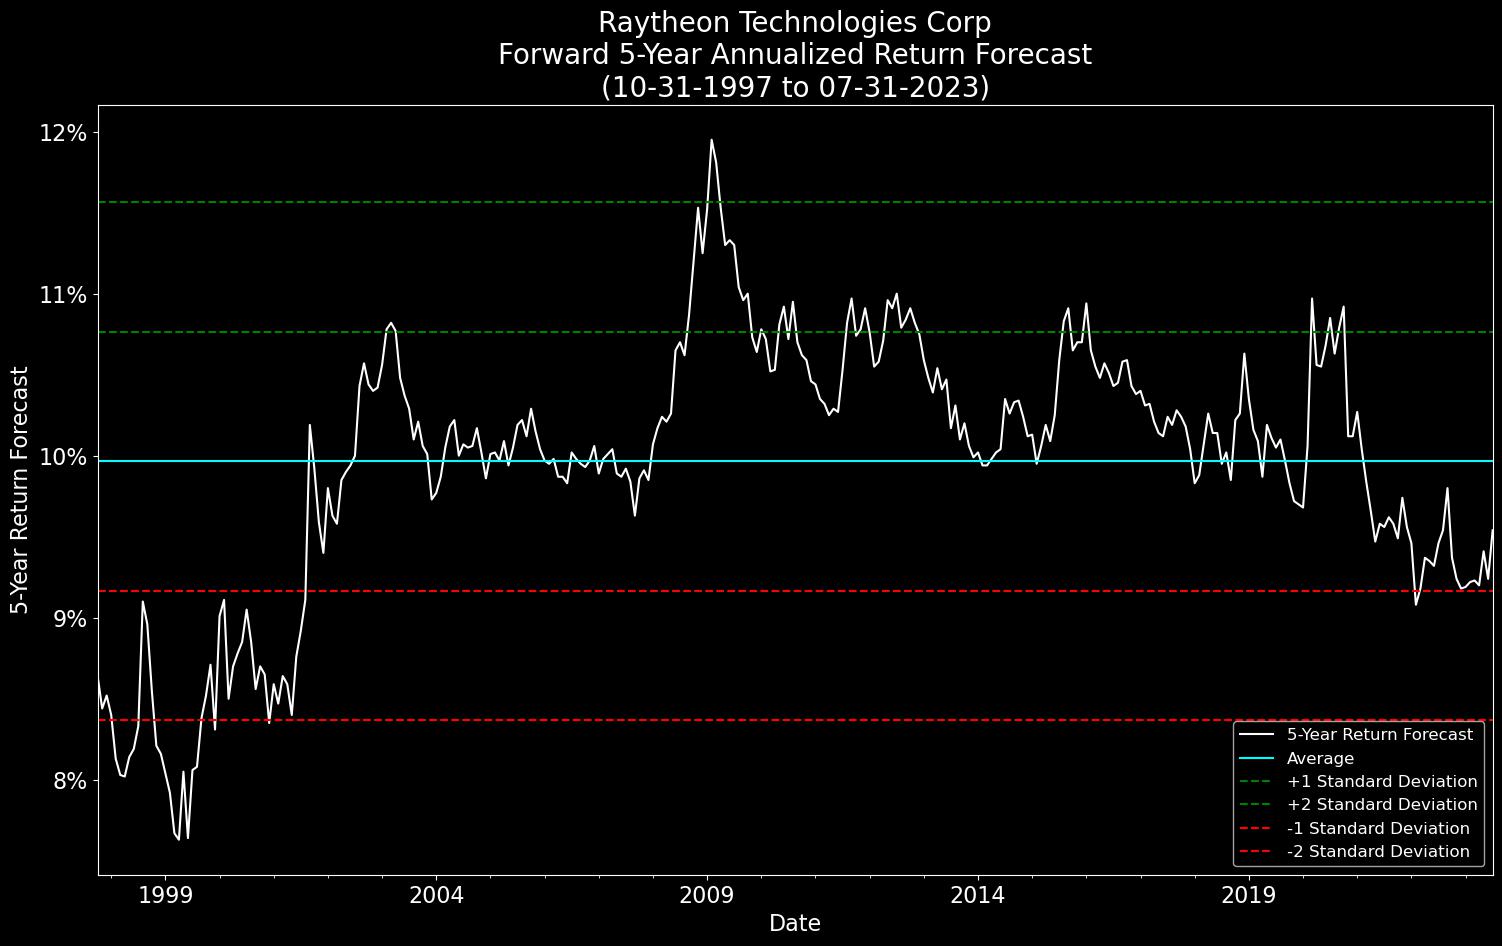 Raytheon Technologies Corp
Forward 5-Year Annualized Return Forecast
(10-31-1997 to 07-31-2023)
12%
11%
10%
9%
8%
5-Year Return Forecast
1999
2004
2009
2014
2019
Date
5-Year Return Forecast
Average
+1 Standard Deviation
+2 Standard Deviation
-1 Standard Deviation
-2 Standard Deviation